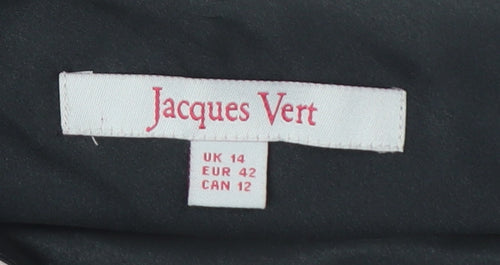 Jacques Vert
UK 14
EUR 42
CAN 12